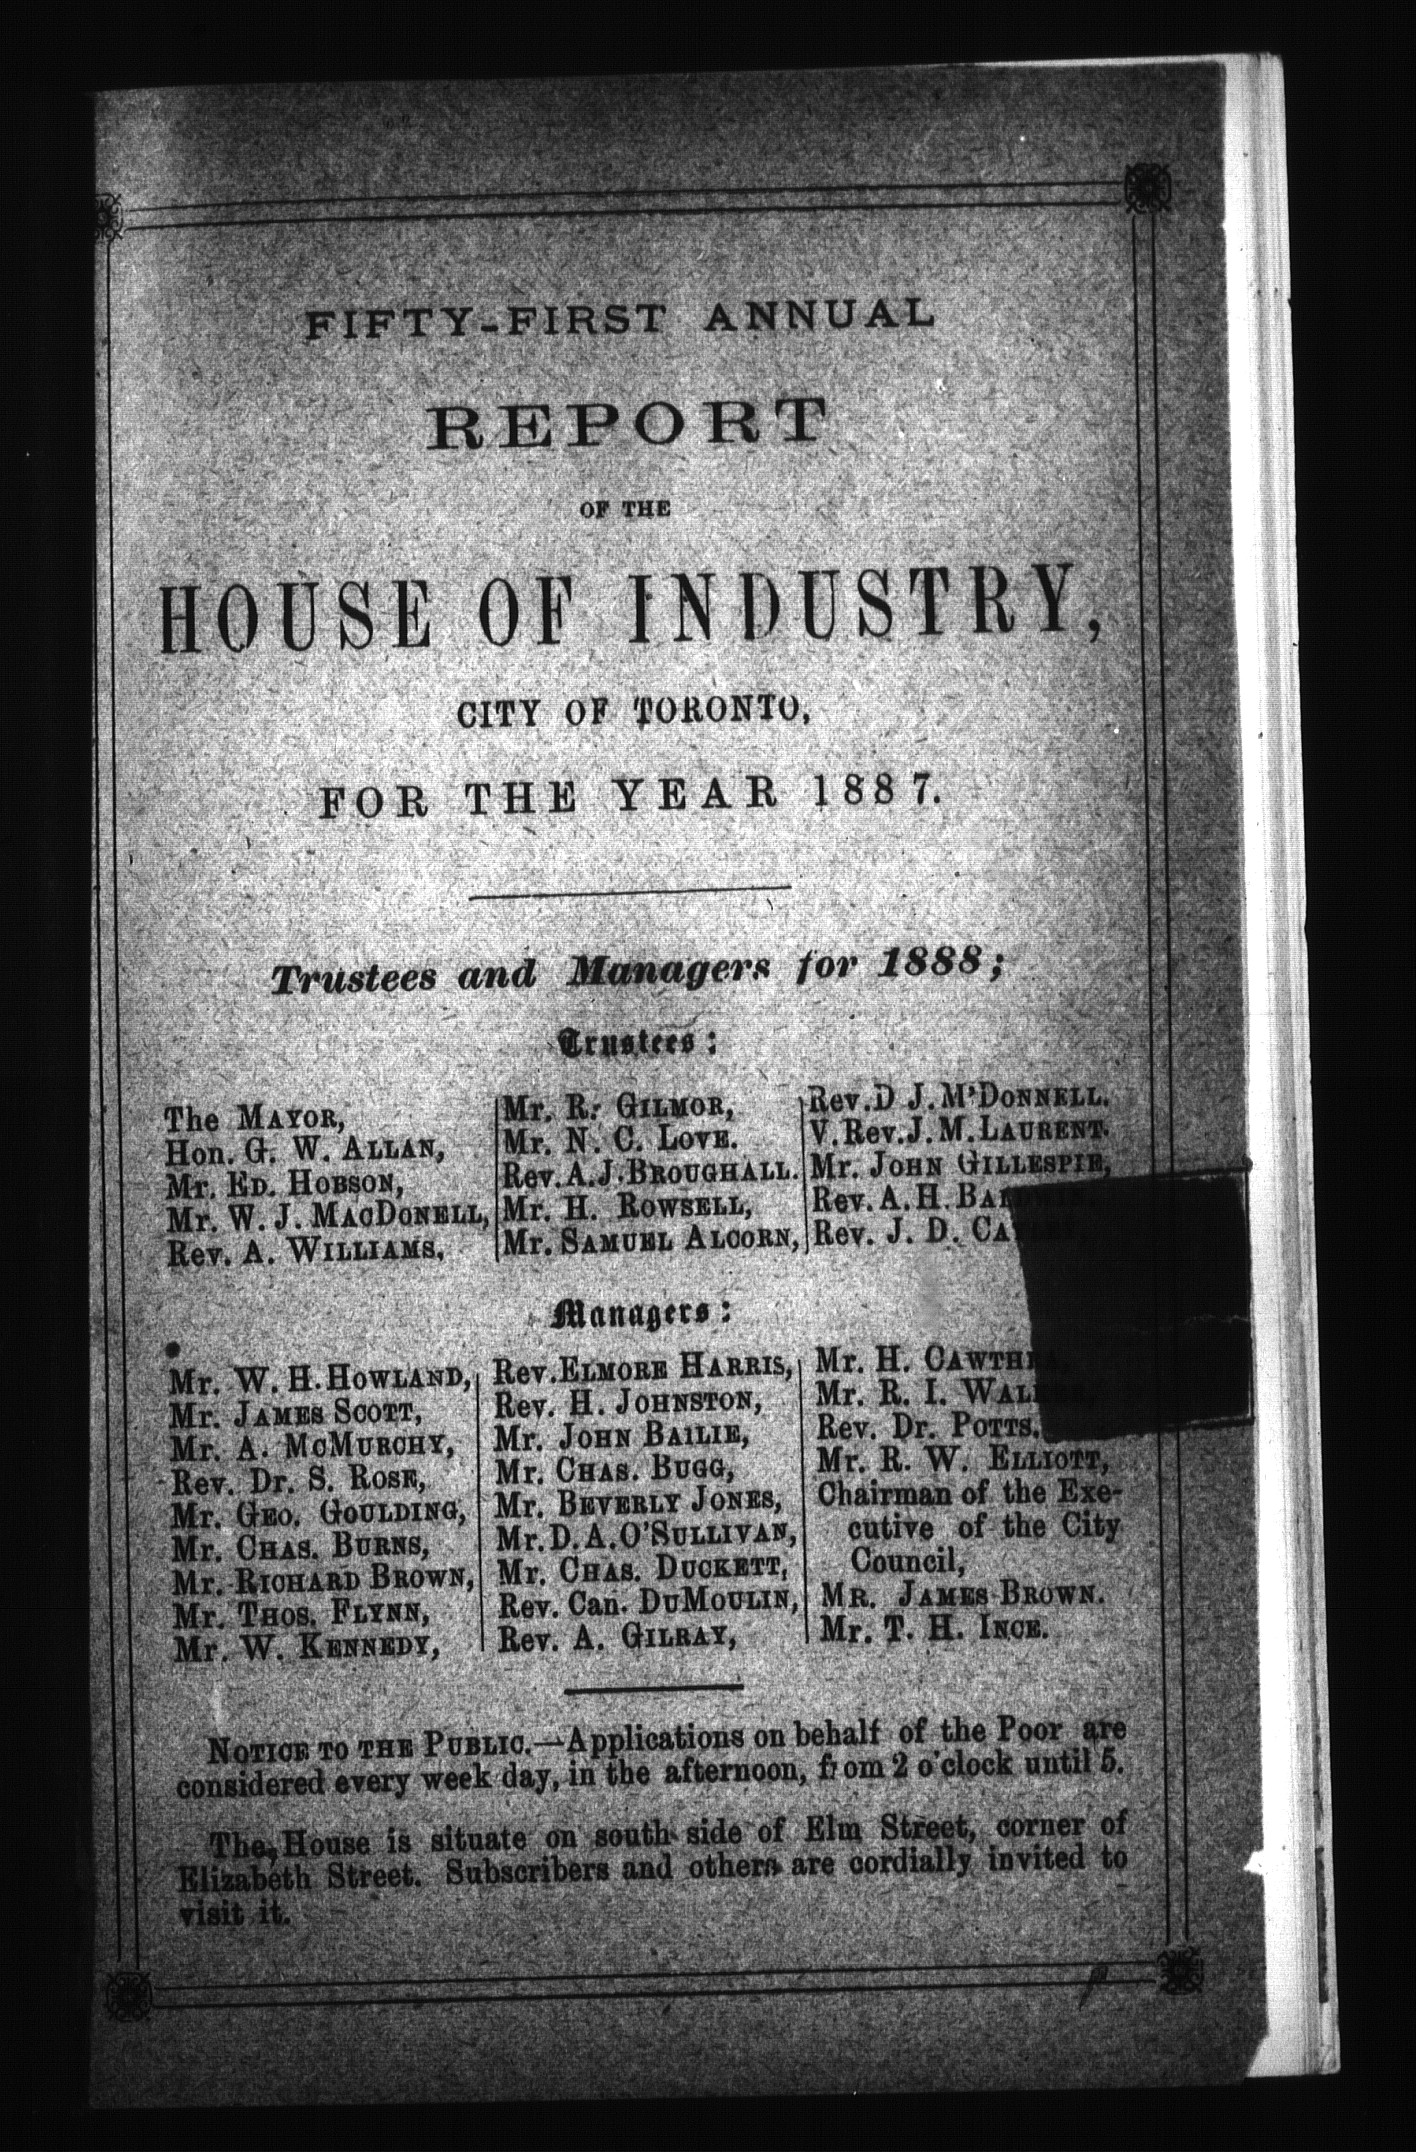 FIFTY-FIRST ANNUAL
REPORT
OF THE
HOUSE OF INDUSTRY,
CITY OF TORONTO,
FOR THE YEAR 1887.
Trustees and Managers for 1888;
Trustees:
The MAYOR,
Hon. G. W. ALLAN,
Mr. ED. HOBSON,
Mr. W. J. MACDONELL,
Rev. A. WILLIAMS.
Mr. R. GILMOR,
Mr. N. C. LOVE.
Rev. A. J. BROUGHALL.
Mr. H. ROWSELL,
Mr. SAMUEL ALCORN,
Rev. D J. M'DONNELL.
V. Rev. J. M. LAURENT.
Mr. JOHN GILLESPIE,
Rev. A. H. BALDWIN.
Rev. J. D.
Managers:
Mr. W. H. HOWLAND,
Mr. JAMES SCOTT,
Mr. A. MCMURCHY,
Rev. Dr. S. ROSE,
Mr. GEO. GOULDING,
Mr. CHAS. BURNS,
Mr. RICHARD BROWN,
Mr. THOS. FLYNN,
Mr. W. KENNEDY,
Rev. ELMORE HARRIS,
Rev. H. JOHNSTON,
Mr. JOHN BAILIE,
Mr. CHAS. BUGG,
Mr. BEVERLY JONES,
Mr. D. A. O'SULLIVAN,
Mr. CHAS. DUCKETT,
Rev. Can. DUMOULIN,
Rev. A. GILRAY,
Mr. H. CAWTHRA,
Mr. R. I.
Rev. Dr. POTTS.
Mr. R. W. ELLIOTT,
Chairman of the Exe-
cutive of the City
Council,
MR. JAMES BROWN.
Mr. T. H. INCE.
NOTICE TO THE PUBLIC.—Applications on behalf of the Poor are
considered every week day, in the afternoon, from 2 o'clock until 5.
The House is situate on south side of Elm Street, corner of
Elizabeth Street. Subscribers and others are cordially invited to
visit it.